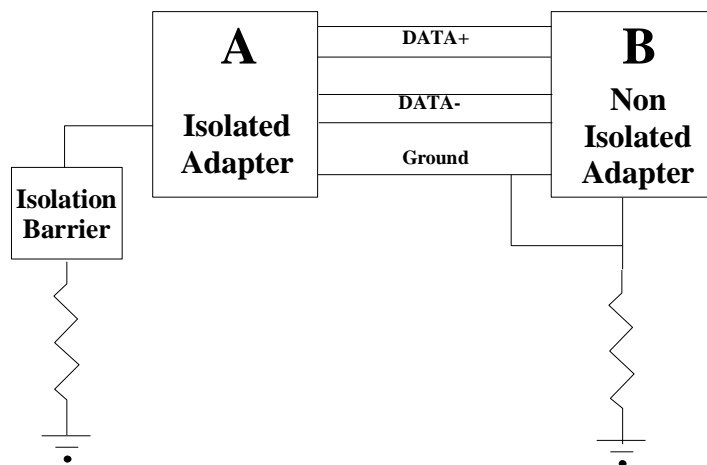 A
Isolated
Adapter
DATA+
DATA-
Ground
B
Non
Isolated
Adapter
Isolation
Barrier